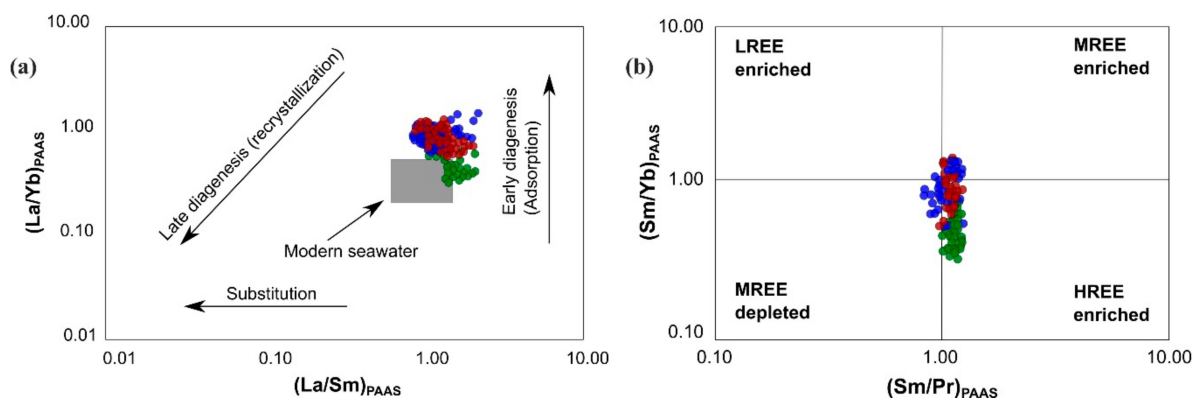 (a)
10.00
1.00
0.10
0.01
(La/Yb)PAAS
Late diagenesis (recrystallization)
Early diagenesis
(Adsorption)
Modern seawater
Substitution
0.01
0.10
1.00
10.00
(La/Sm)PAAS
(b)
10.00
1.00
0.10
(Sm/Yb)PAAS
LREE
enriched
MREE
enriched
MREE
depleted
HREE
enriched
0.10
1.00
10.00
(Sm/Pr)PAAS